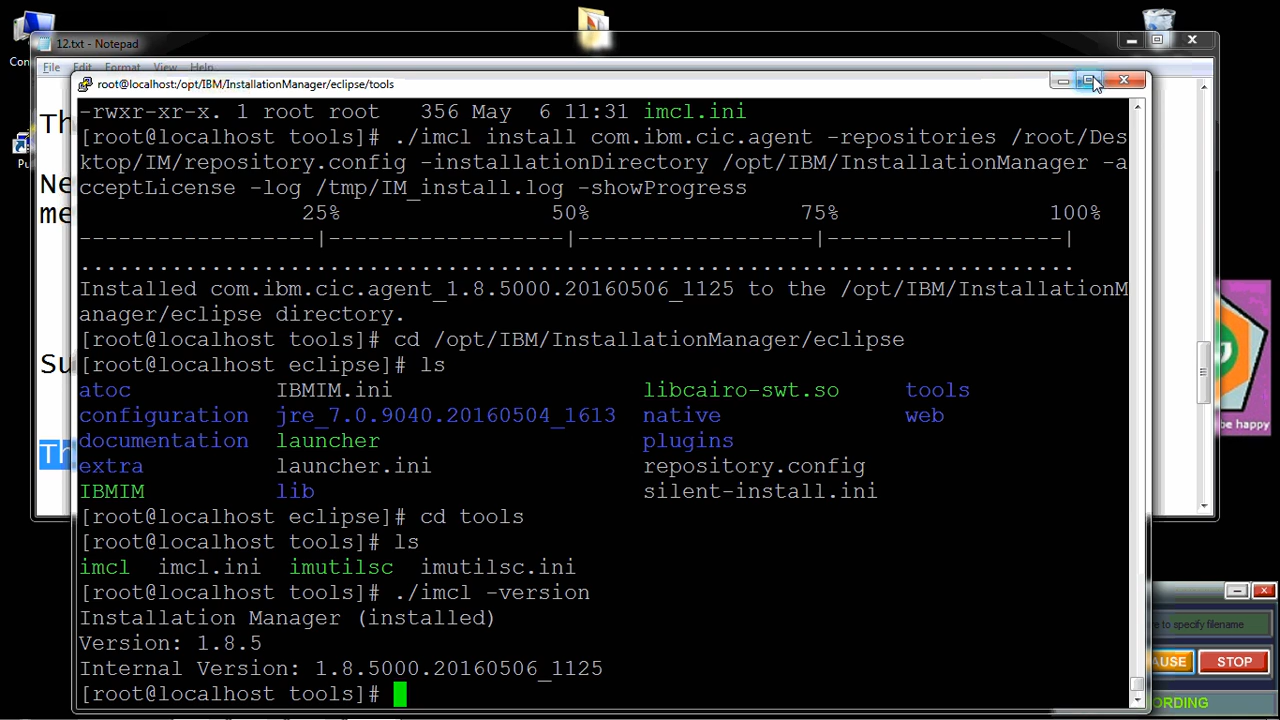 12.txt - Notepad
File Edit Format View Help
root@localhost:/opt/IBM/InstallationManager/eclipse/tools
-rwxr-xr-x. 1 root root 356 May 6 11:31 imcl.ini
[root@localhost tools]# ./imcl install com.ibm.cic.agent -repositories /root/Des
ktop/IM/repository.config -installationDirectory /opt/IBM/InstallationManager -a
cceptLicense -log /tmp/IM_install.log -showProgress
25% 50% 75% 100%
------------------|------------------|------------------|------------------|
............................................................................
Installed com.ibm.cic.agent_1.8.5000.20160506_1125 to the /opt/IBM/InstallationM
anager/eclipse directory.
[root@localhost tools]# cd /opt/IBM/InstallationManager/eclipse
[root@localhost eclipse]# ls
atoc IBMIM.ini libcairo-swt.so tools
configuration jre_7.0.9040.20160504_1613 native web
documentation launcher plugins
extra launcher.ini repository.config
IBMIM lib silent-install.ini
[root@localhost eclipse]# cd tools
[root@localhost tools]# ls
imcl imcl.ini imutilsc imutilsc.ini
[root@localhost tools]# ./imcl -version
Installation Manager (installed)
Version: 1.8.5
Internal Version: 1.8.5000.20160506_1125
[root@localhost tools]#
Th
Ne
me
Su
Th
Con
Pu
be happy
re to specify filename
AUSE STOP
ORDING